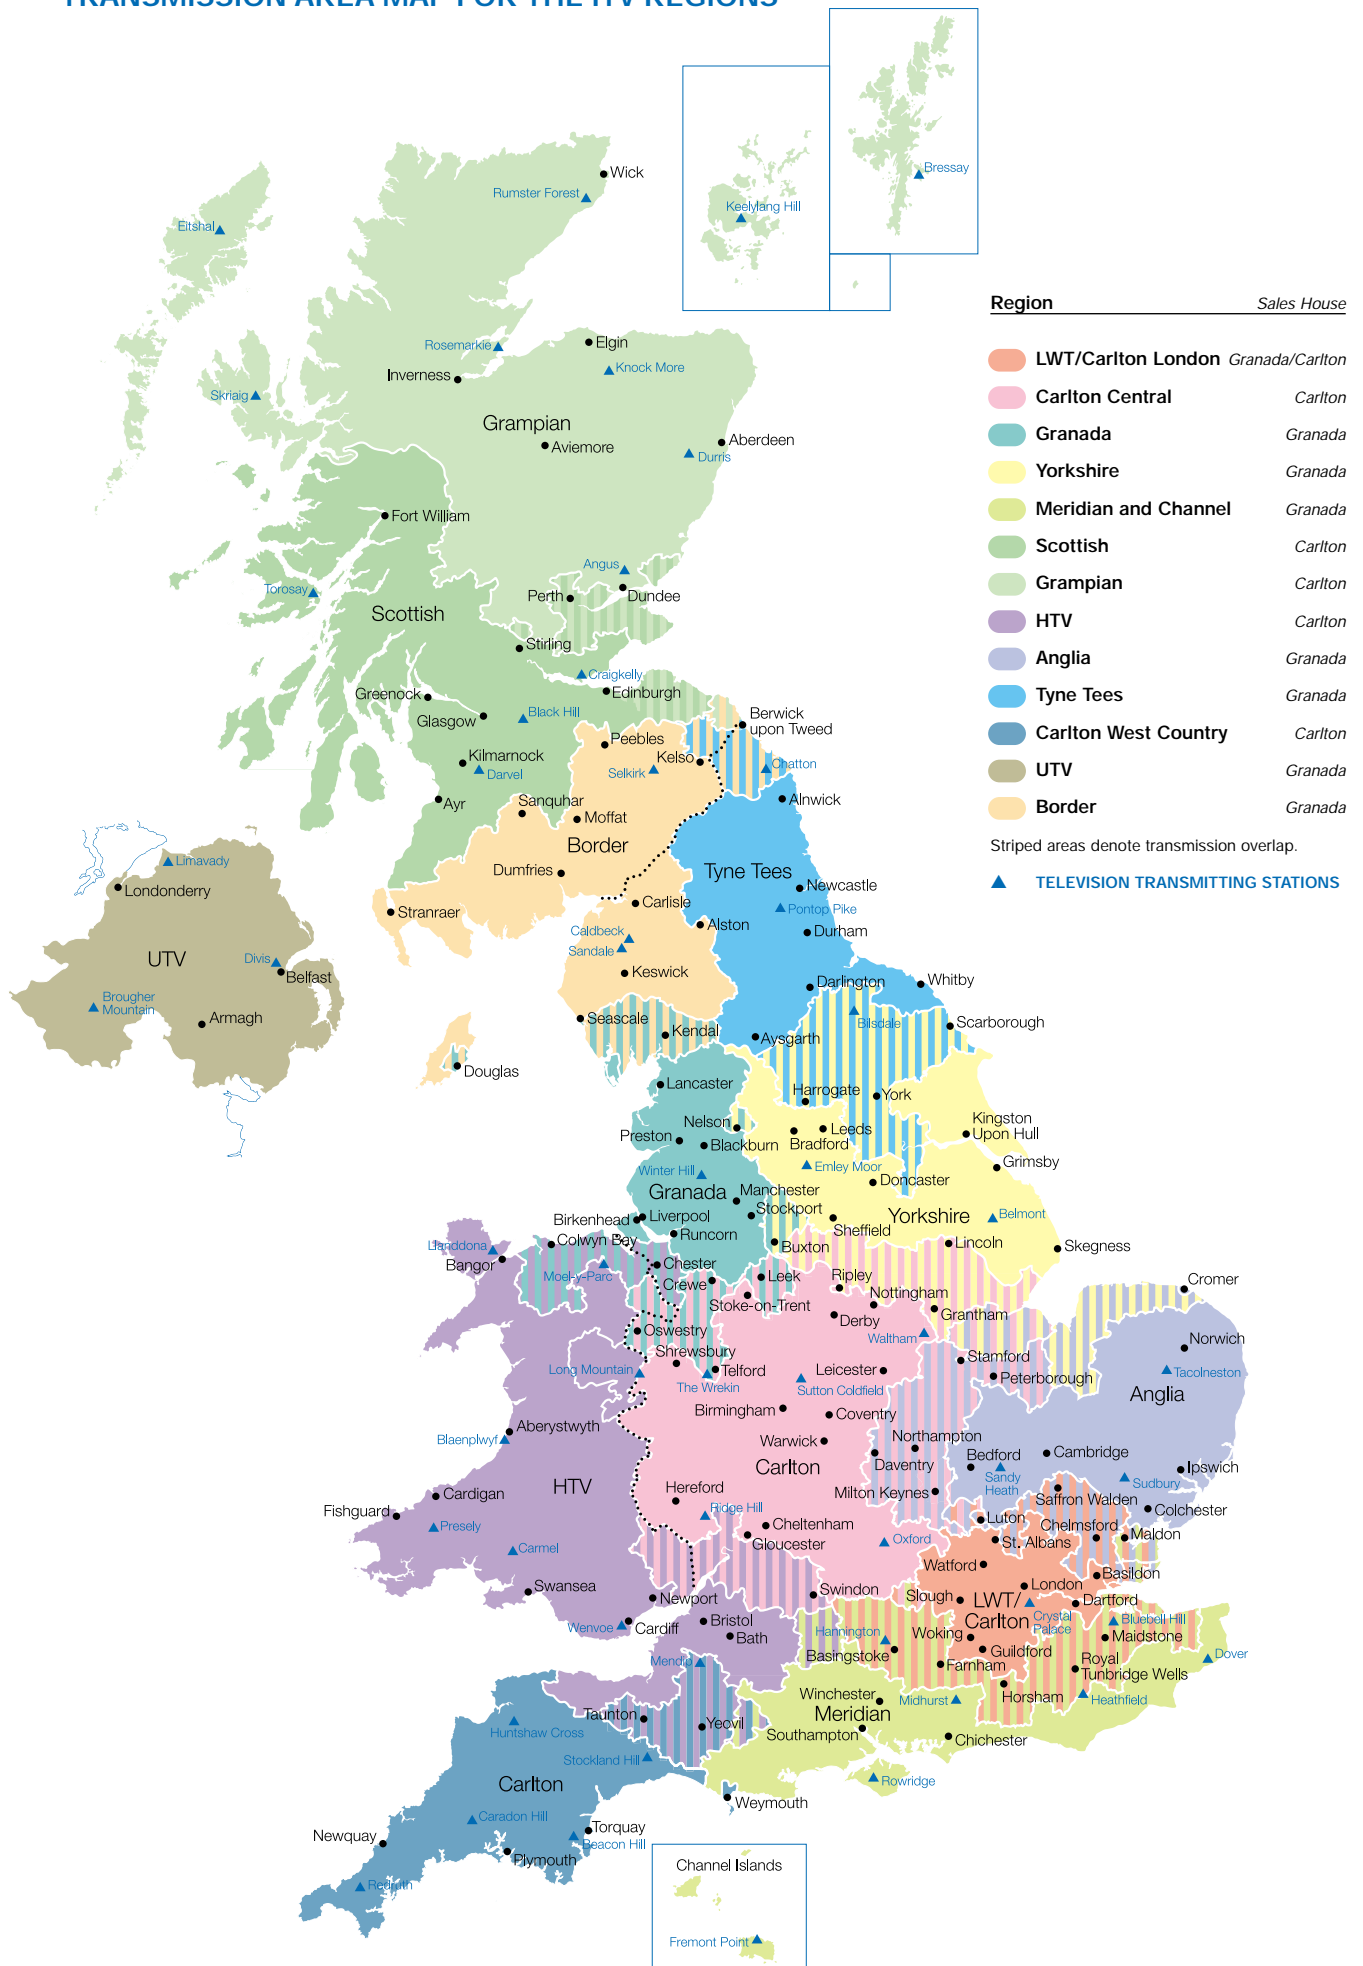 TRANSMISSION AREA MAP FOR THE ITV REGIONS
Wick
Rumster Forest
Eitshal
Keelylang Hill
Bressay
Region Sales House
LWT/Carlton London Granada/Carlton
Carlton Central Carlton
Granada Granada
Yorkshire Granada
Meridian and Channel Granada
Scottish Carlton
Grampian Carlton
HTV Carlton
Anglia Granada
Tyne Tees Granada
Carlton West Country Carlton
UTV Granada
Border Granada
Striped areas denote transmission overlap.
TELEVISION TRANSMITTING STATIONS
Rosemarkie
Elgin
Knock More
Inverness
Skriaig
Grampian
Aviemore
Aberdeen
Durris
Fort William
Angus
Torosay
Perth
Dundee
Scottish
Stirling
Craigkelly
Greenock
Edinburgh
Glasgow
Black Hill
Berwick
upon Tweed
Peebles
Kelso
Kilmarnock
Darvel
Selkirk
Chatton
Ayr
Sanquhar
Moffat
Alnwick
Border
Dumfries
Tyne Tees
Newcastle
Stranraer
Carlisle
Pontop Pike
Alston
Durham
Caldbeck
Sandale
Keswick
Limavady
Londonderry
UTV
Divis
Belfast
Brougher
Mountain
Armagh
Darlington
Whitby
Bilsdale
Seascale
Kendal
Scarborough
Aysgarth
Douglas
Lancaster
Harrogate
York
Nelson
Leeds
Bradford
Kingston
Upon Hull
Preston
Blackburn
Winter Hill
Emley Moor
Grimsby
Doncaster
Granada
Manchester
Stockport
Yorkshire
Belmont
Birkenhead
Liverpool
Runcorn
Sheffield
Llanddona
Colwyn Bay
Buxton
Lincoln
Skegness
Bangor
Moel-y-Parc
Chester
Crewe
Leek
Ripley
Nottingham
Stoke-on-Trent
Derby
Grantham
Cromer
Oswestry
Waltham
Norwich
Shrewsbury
Long Mountain
Telford
The Wrekin
Leicester
Sutton Coldfield
Stamford
Peterborough
Tacolneston
Anglia
Birmingham
Coventry
Aberystwyth
Blaenplwyf
Warwick
Northampton
Daventry
Bedford
Sandy
Heath
Cambridge
Ipswich
Sudbury
HTV
Carlton
Cardigan
Hereford
Milton Keynes
Saffron Walden
Fishguard
Presely
Ridge Hill
Colchester
Cheltenham
Gloucester
Luton
Chelmsford
Maldon
Carmel
Oxford
St. Albans
Watford
Basildon
Swansea
Newport
Swindon
London
Slough
LWT/
Carlton
Dartford
Crystal
Palace
Bluebell Hill
Wenvoe
Cardiff
Bristol
Bath
Hannington
Woking
Maidstone
Basingstoke
Guildford
Mendip
Farnham
Royal
Tunbridge Wells
Dover
Horsham
Heathfield
Winchester
Midhurst
Meridian
Southampton
Chichester
Taunton
Yeovil
Huntshaw Cross
Stockland Hill
Rowridge
Carlton
Weymouth
Caradon Hill
Torquay
Beacon Hill
Newquay
Plymouth
Redruth
Channel Islands
Fremont Point